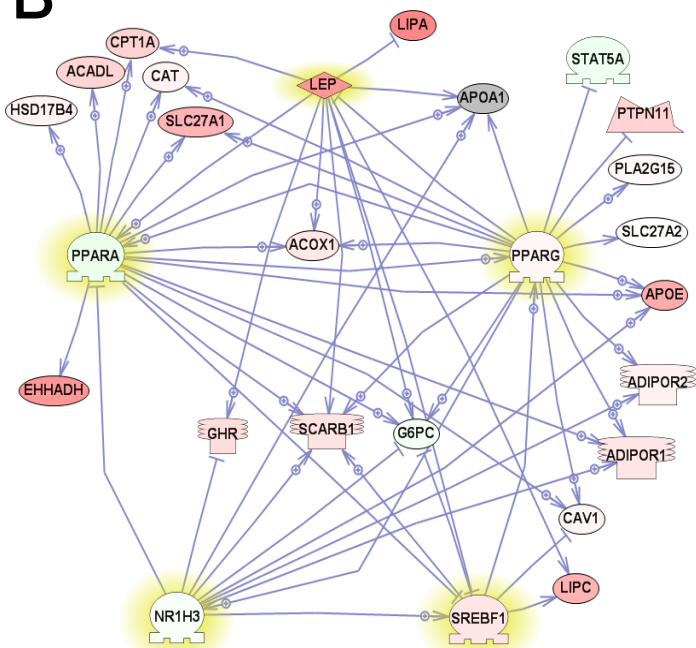 B
LIPA
CPT1A
STAT5A
ACADL
CAT
LEP
APOA1
HSD17B4
SLC27A1
PTPN11
PLA2G15
SLC27A2
PPARA
ACOX1
PPARG
APOE
EHHADH
ADIPOR2
GHR
SCARB1
G6PC
ADIPOR1
CAV1
LIPC
NR1H3
SREBF1